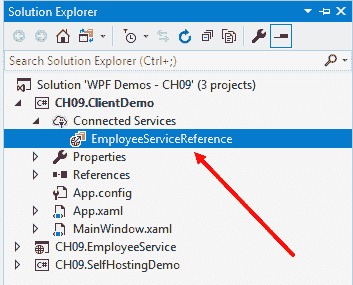 Solution Explorer
Search Solution Explorer (Ctrl+;)
Solution 'WPF Demos - CH09' (3 projects)
C# CH09.ClientDemo
Connected Services
EmployeeServiceReference
Properties
References
App.config
App.xaml
MainWindow.xaml
CH09.EmployeeService
C# CH09.SelfHostingDemo